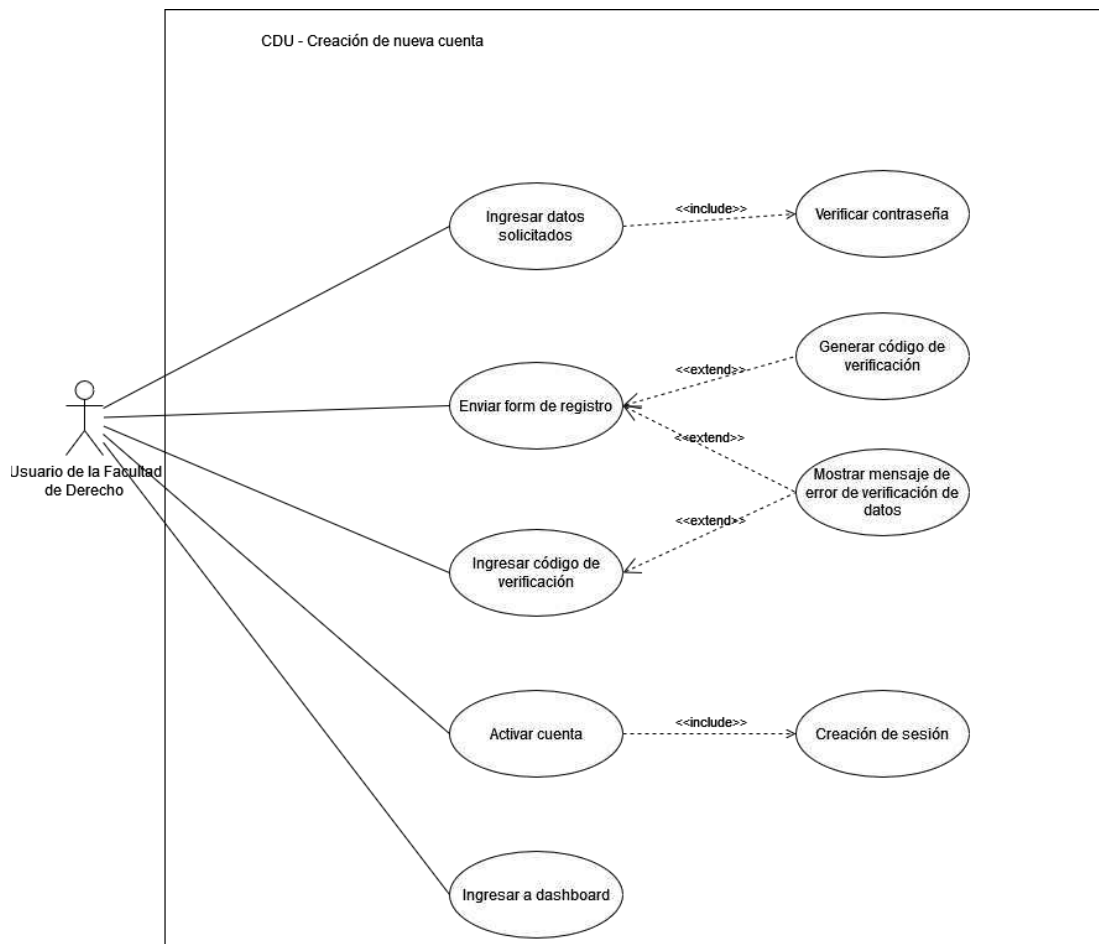 CDU - Creación de nueva cuenta
Ingresar datos
solicitados
<<include>>
Verificar contraseña
Generar código de
verificación
<<extend>>
Enviar form de registro
<<extend>>
Usuario de la Facultad
de Derecho
Mostrar mensaje de
error de verificación de
datos
<<extend>>
Ingresar código de
verificación
Activar cuenta
<<include>>
Creación de sesión
Ingresar a dashboard